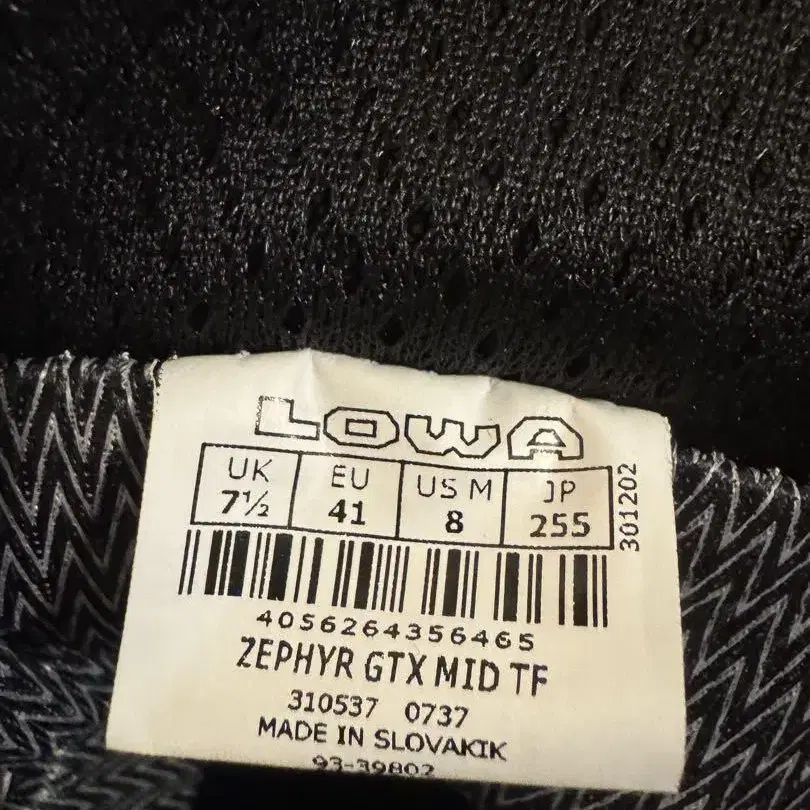 LOWA
UK EU US M JP
7½ 41 8 255
301202
4056264356465
ZEPHYR GTX MID TF
310537 0737
MADE IN SLOVAKIK
93-39802